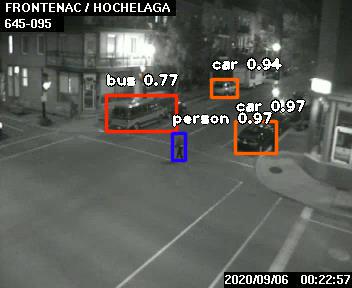 FRONTENAC / HOCHELAGA
645-095
car 0.94
bus 0.77
car 0.97
person 0.97
2020/09/06 00:22:57